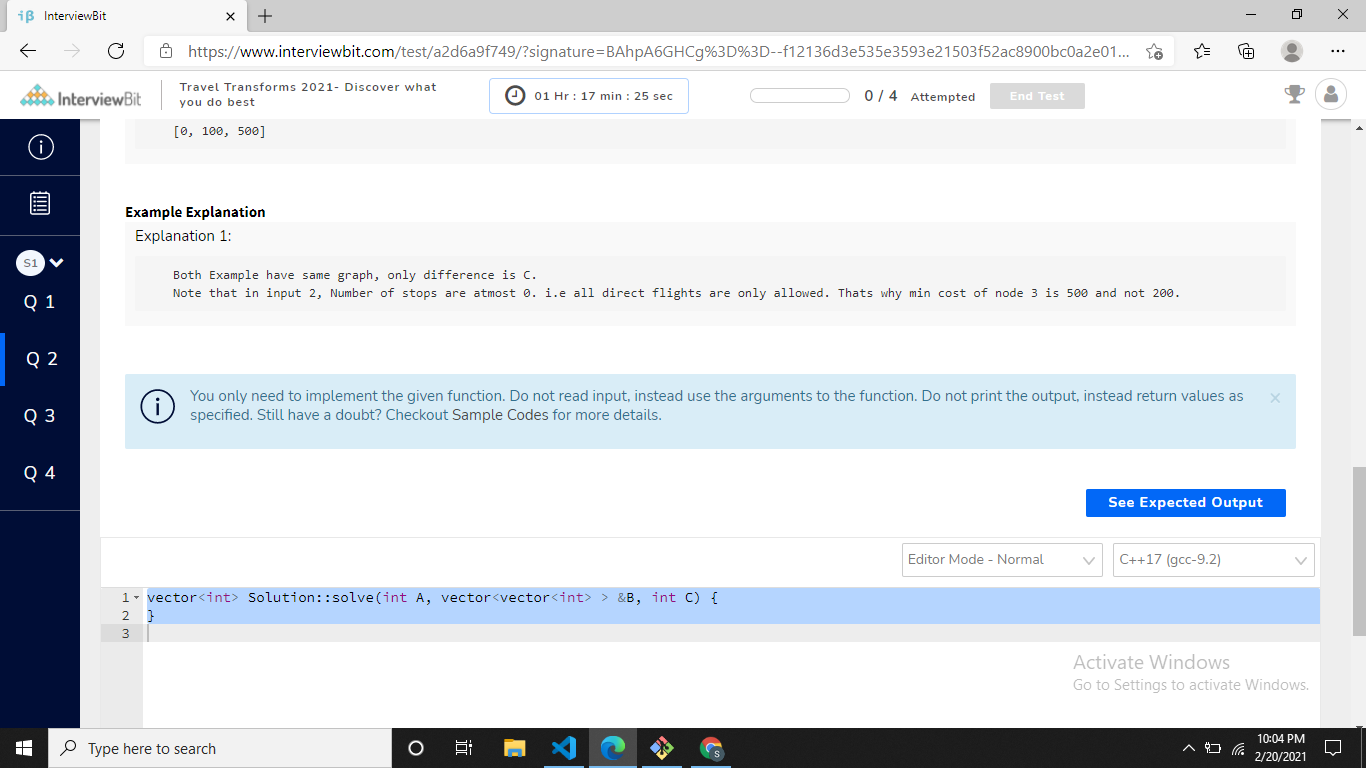 InterviewBit
https://www.interviewbit.com/test/a2d6a9f749/?signature=BAhpA6GHCg%3D%3D--f12136d3e535e3593e21503f52ac8900bc0a2e01...
InterviewBit
Travel Transforms 2021- Discover what
you do best
01 Hr : 17 min : 25 sec
0 / 4 Attempted
End Test
[0, 100, 500]
S1
Q 1
Q 2
Q 3
Q 4
Example Explanation
Explanation 1:
Both Example have same graph, only difference is C.
Note that in input 2, Number of stops are atmost 0. i.e all direct flights are only allowed. Thats why min cost of node 3 is 500 and not 200.
You only need to implement the given function. Do not read input, instead use the arguments to the function. Do not print the output, instead return values as
specified. Still have a doubt? Checkout Sample Codes for more details.
See Expected Output
Editor Mode - Normal
C++17 (gcc-9.2)
1 vector<int> Solution::solve(int A, vector<vector<int> > &B, int C) {
2 }
3
Activate Windows
Go to Settings to activate Windows.
Type here to search
10:04 PM
2/20/2021